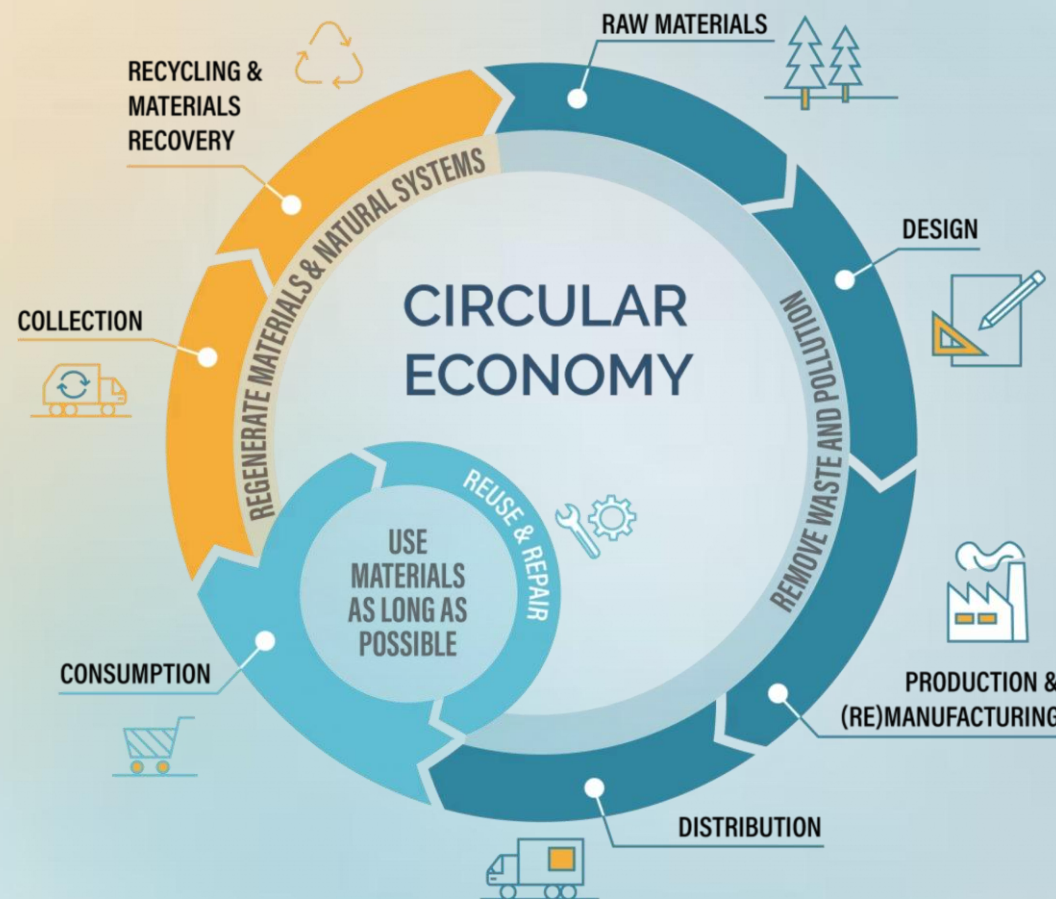 RAW MATERIALS
RECYCLING &
MATERIALS
RECOVERY
REGENERATE MATERIALS & NATURAL SYSTEMS
DESIGN
CIRCULAR
ECONOMY
COLLECTION
REMOVE WASTE AND POLLUTION
REUSE & REPAIR
USE
MATERIALS
AS LONG AS
POSSIBLE
CONSUMPTION
PRODUCTION &
(RE)MANUFACTURING
DISTRIBUTION